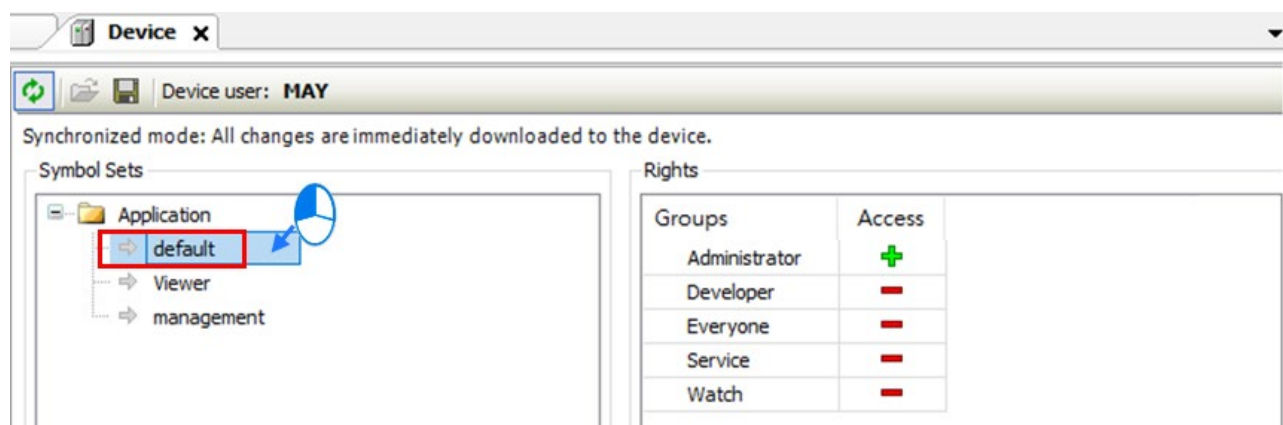 Device
Device user: MAY
Synchronized mode: All changes are immediately downloaded to the device.
Symbol Sets
Application
default
Viewer
management
Rights
Groups Access
Administrator
Developer
Everyone
Service
Watch